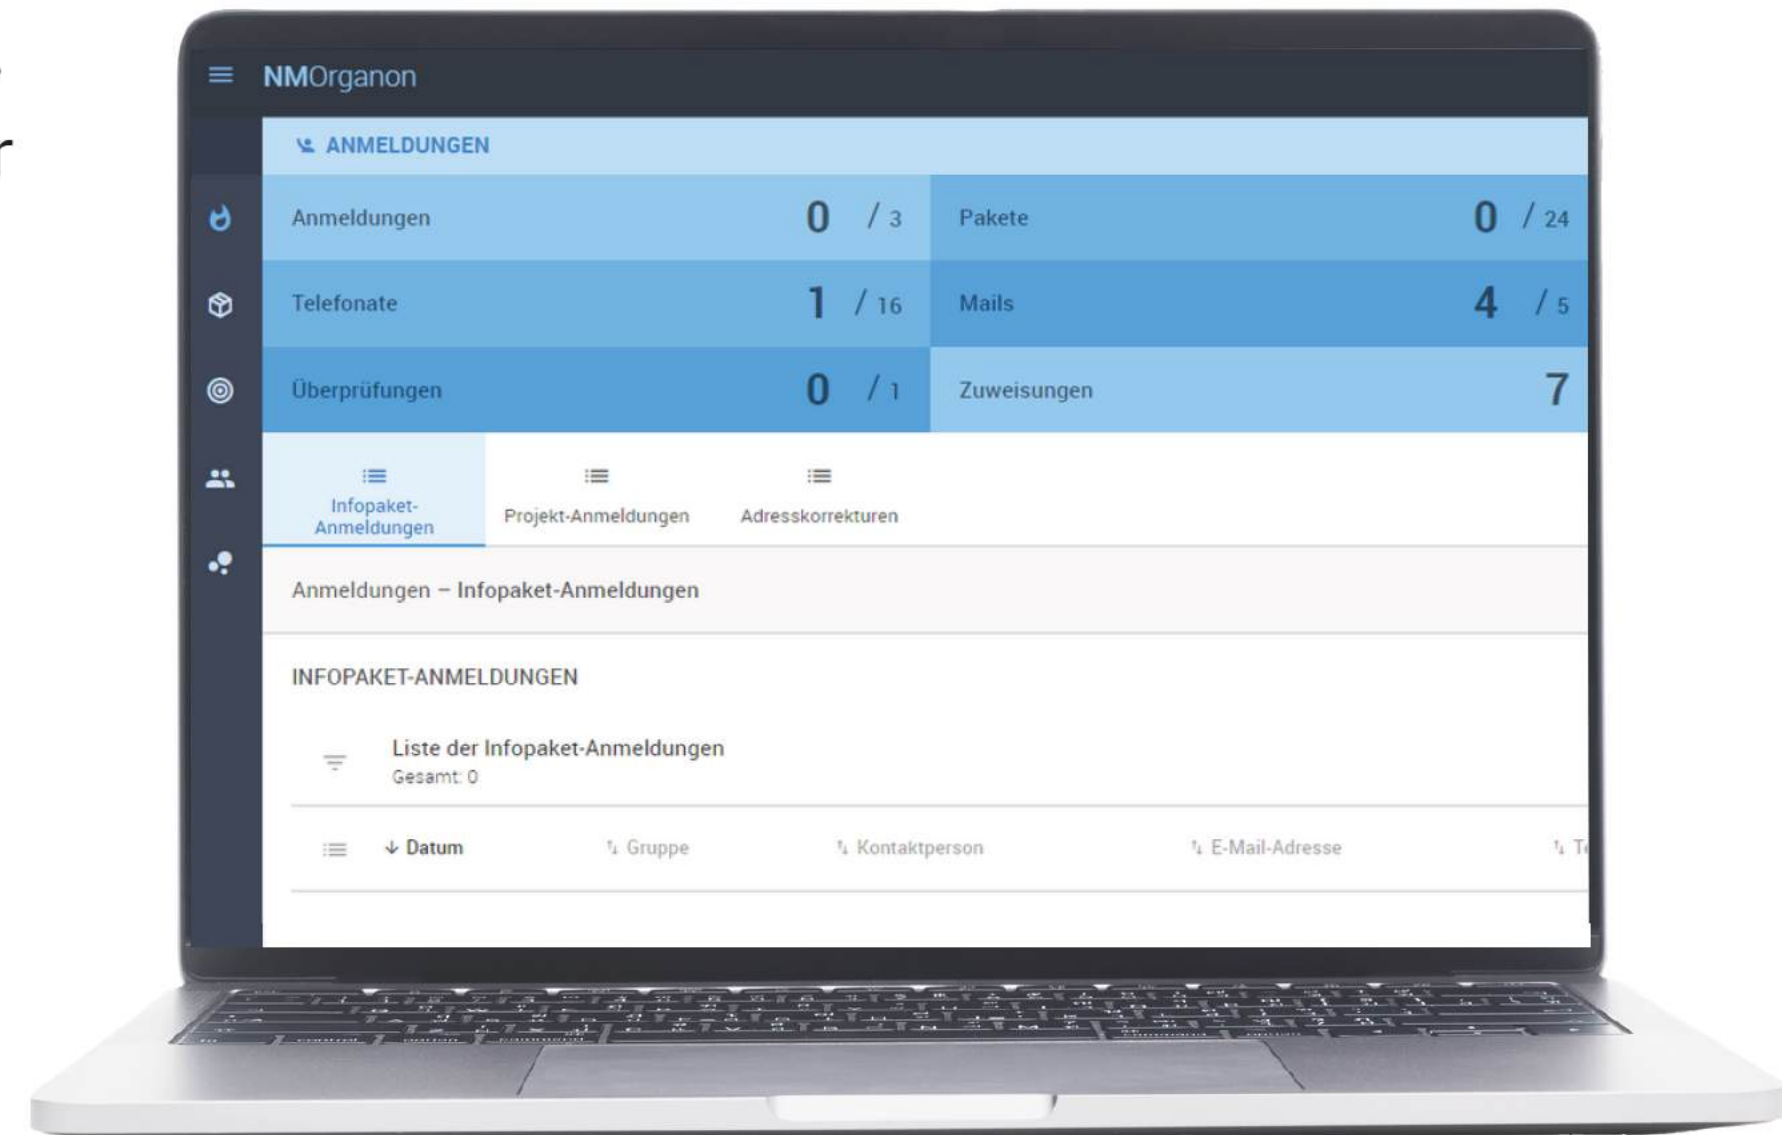 NMOrganon
ANMELDUNGEN
Anmeldungen 0 / 3 Pakete 0 / 24
Telefonate 1 / 16 Mails 4 / 5
Überprüfungen 0 / 1 Zuweisungen 7
Infopaket-
Anmeldungen
Projekt-Anmeldungen
Adresskorrekturen
Anmeldungen – Infopaket-Anmeldungen
INFOPAKET-ANMELDUNGEN
Liste der Infopaket-Anmeldungen
Gesamt: 0
Datum Gruppe Kontaktperson E-Mail-Adresse